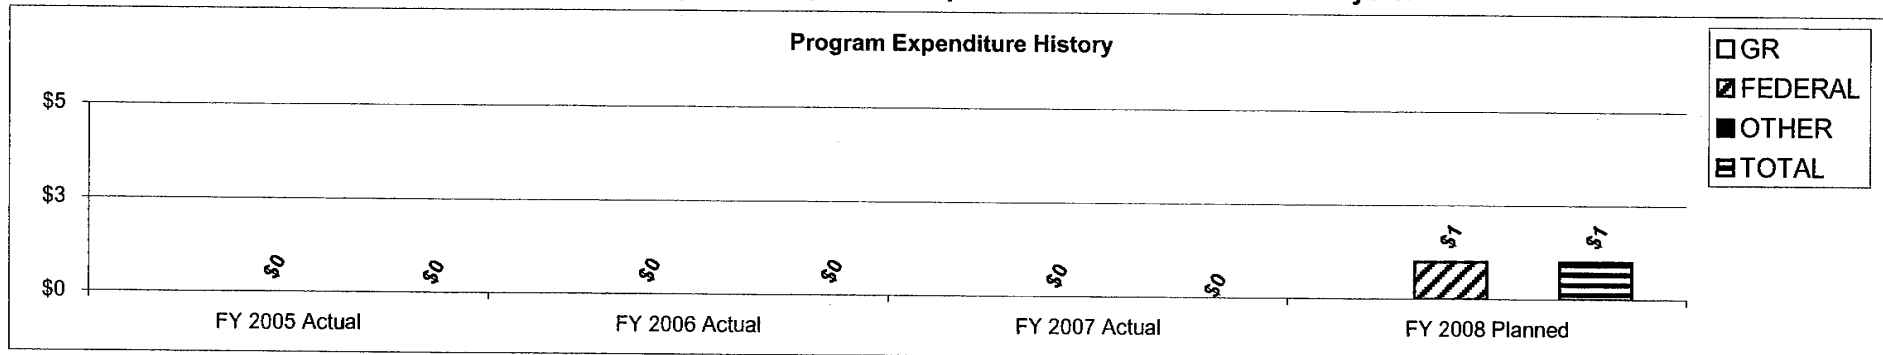 Program Expenditure History
GR
FEDERAL
OTHER
TOTAL
$5
$3
$0
$0
$0
$0
$0
$0
$0
$1
$1
FY 2005 Actual
FY 2006 Actual
FY 2007 Actual
FY 2008 Planned